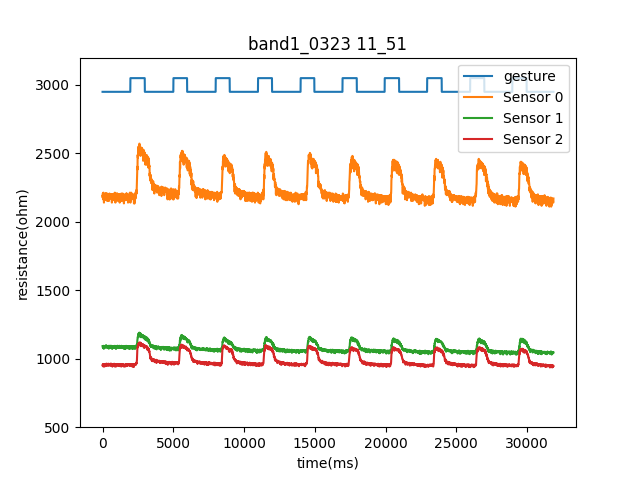 band1_0323 11_51
gesture
Sensor 0
Sensor 1
Sensor 2
3000
2500
2000
1500
1000
500
resistance(ohm)
0 5000 10000 15000 20000 25000 30000
time(ms)